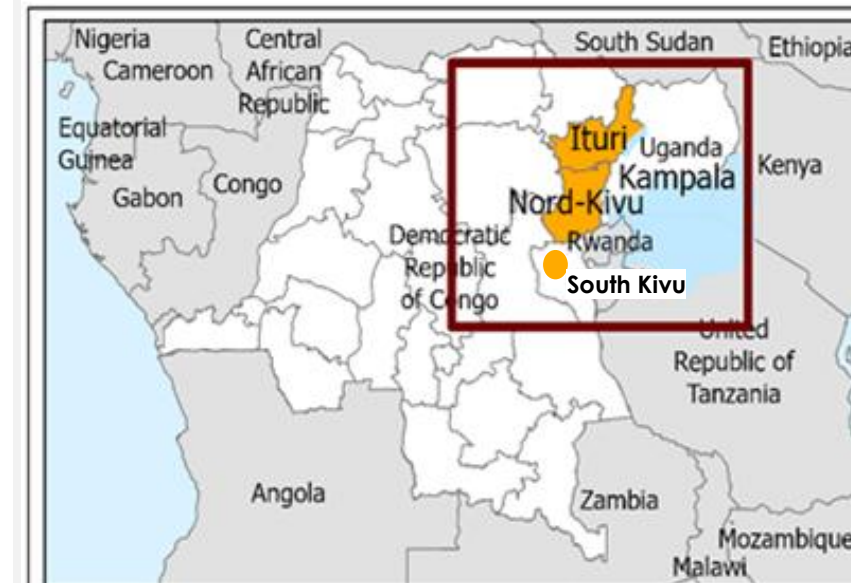 Nigeria
Central
African
Republic
South Sudan
Ethiopia
Cameroon
Equatorial
Guinea
Gabon
Congo
Ituri
Uganda
Kampala
Kenya
Nord-Kivu
Rwanda
Democratic
Republic
of Congo
South Kivu
United
Republic of
Tanzania
Angola
Zambia
Mozambique
Malawi